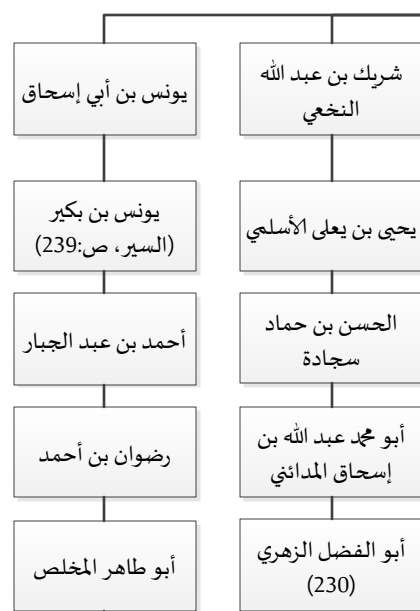 شريك بن عبد الله
النخعي
يحيى بن يعلى الأسلمي
الحسن بن حماد
سجادة
أبو محمد عبد الله بن
إسحاق المدائني
أبو الفضل الزهري
(230)
يونس بن أبي إسحاق
يونس بن بكير
(السير، ص:239)
أحمد بن عبد الجبار
رضوان بن أحمد
أبو طاهر المخلص